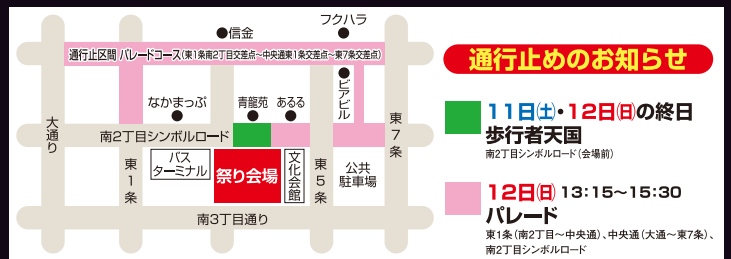 信金
フクハラ
通行止区間 パレードコース(東1条南2丁目交差点～中央通東1条交差点～東7条交差点)
なかまっぷ
青龍苑
あるる
ビアビル
大通り
南2丁目シンボルロード
東7条
東1条
バス
ターミナル
祭り会場
文化会館
東5条
公共
駐車場
南3丁目通り
通行止めのお知らせ
11日(土)・12日(日)の終日
歩行者天国
南2丁目シンボルロード(会場前)
12日(日) 13:15～15:30
パレード
東1条(南2丁目～中央通)、中央通(大通～東7条)、
南2丁目シンボルロード